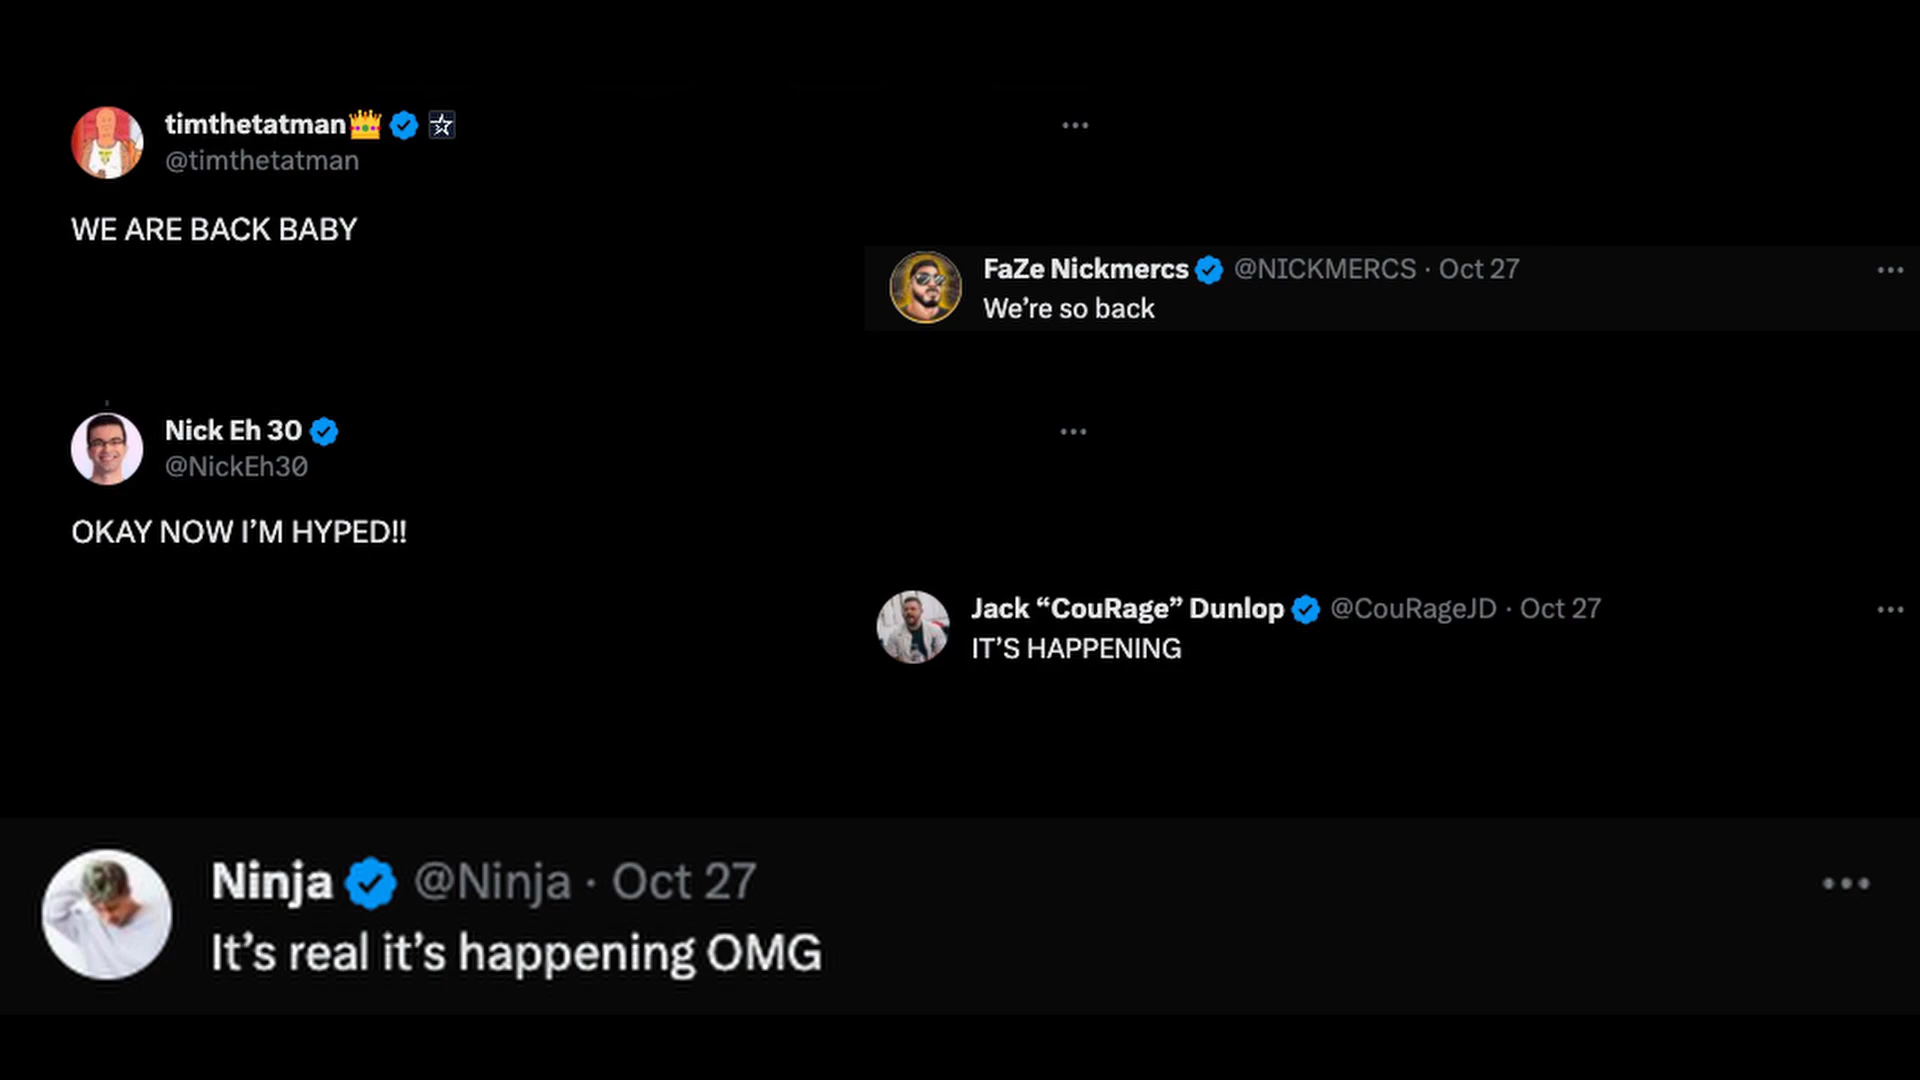 timthetatman👑
@timthetatman
WE ARE BACK BABY
FaZe Nickmercs @NICKMERCS · Oct 27
We’re so back
Nick Eh 30
@NickEh30
OKAY NOW I’M HYPED!!
Jack “CouRage” Dunlop @CouRageJD · Oct 27
IT’S HAPPENING
Ninja @Ninja · Oct 27
It’s real it’s happening OMG